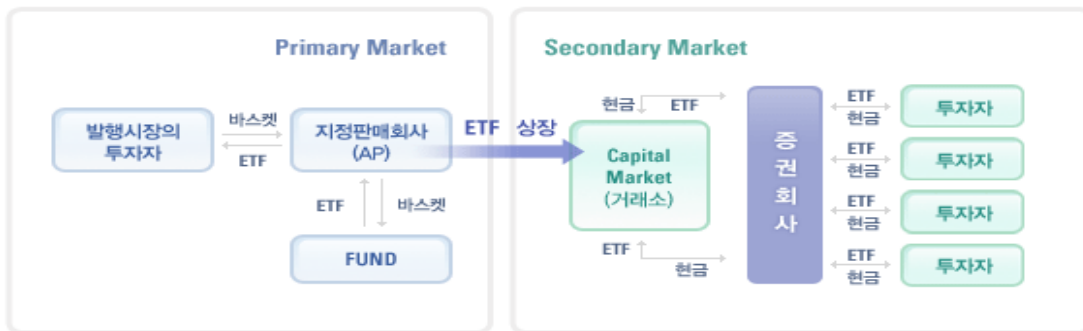 Primary Market
발행시장의
투자자
바스켓
ETF
지정판매회사
(AP)
ETF
바스켓
FUND
ETF 상장
Secondary Market
현금
ETF
Capital
Market
(거래소)
ETF
현금
증
권
회
사
ETF
현금
투자자
ETF
현금
투자자
ETF
현금
투자자
ETF
현금
투자자